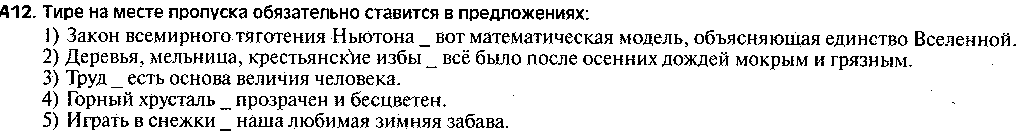 А12. Тире на месте пропуска обязательно ставится в предложениях:
1) Закон всемирного тяготения Ньютона _ вот математическая модель, объясняющая единство Вселенной.
2) Деревья, мельница, крестьянские избы _ всё было после осенних дождей мокрым и грязным.
3) Труд _ есть основа величия человека.
4) Горный хрусталь _ прозрачен и бесцветен.
5) Играть в снежки _ наша любимая зимняя забава.